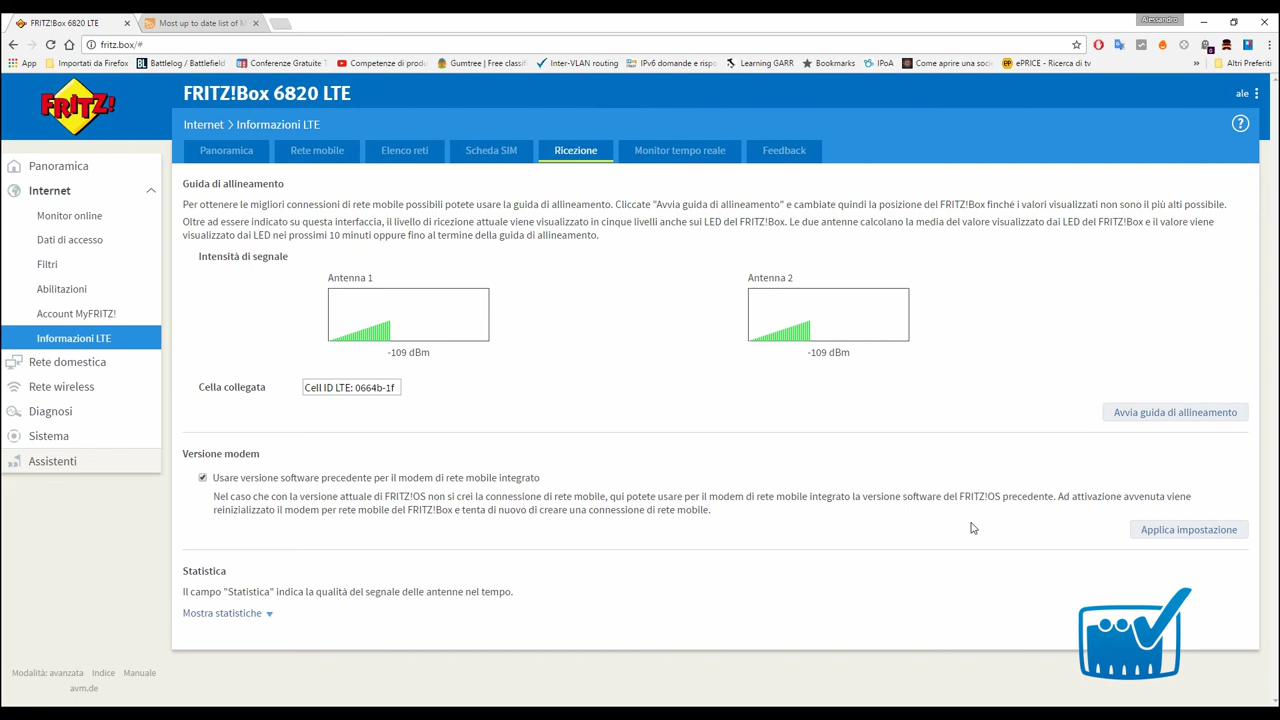 FRITZ!Box 6820 LTE
Most up to date list of M
Alessandro
fritz.box/#
App
Importati da Firefox
Battlelog / Battlefield
Conferenze Gratuite T
Competenze di produ
Gumtree | Free classif
Inter-VLAN routing
IPv6 domande e rispo
Learning GARR
Bookmarks
IPoA
Come aprire una soci
ePRICE - Ricerca di tv
»
Altri Preferiti
FRITZ!
FRITZ!Box 6820 LTE
ale
Internet > Informazioni LTE
?
Panoramica
Rete mobile
Elenco reti
Scheda SIM
Ricezione
Monitor tempo reale
Feedback
Panoramica
Internet
Monitor online
Dati di accesso
Filtri
Abilitazioni
Account MyFRITZ!
Informazioni LTE
Rete domestica
Rete wireless
Diagnosi
Sistema
Assistenti
Guida di allineamento
Per ottenere le migliori connessioni di rete mobile possibili potete usare la guida di allineamento. Cliccate "Avvia guida di allineamento" e cambiate quindi la posizione del FRITZ!Box finché i valori visualizzati non sono il più alti possibile.
Oltre ad essere indicato su questa interfaccia, il livello di ricezione attuale viene visualizzato in cinque livelli anche sui LED del FRITZ!Box. Le due antenne calcolano la media del valore visualizzato dai LED del FRITZ!Box e il valore viene
visualizzato dai LED nei prossimi 10 minuti oppure fino al termine della guida di allineamento.
Intensità di segnale
Antenna 1
Antenna 2
-109 dBm
-109 dBm
Cella collegata
Cell ID LTE: 0664b-1f
Avvia guida di allineamento
Versione modem
Usare versione software precedente per il modem di rete mobile integrato
Nel caso che con la versione attuale di FRITZ!OS non si crei la connessione di rete mobile, qui potete usare per il modem di rete mobile integrato la versione software del FRITZ!OS precedente. Ad attivazione avvenuta viene
reinizializzato il modem per rete mobile del FRITZ!Box e tenta di nuovo di creare una connessione di rete mobile.
Applica impostazione
Statistica
Il campo "Statistica" indica la qualità del segnale delle antenne nel tempo.
Mostra statistiche
Modalità: avanzata
Indice
Manuale
avm.de